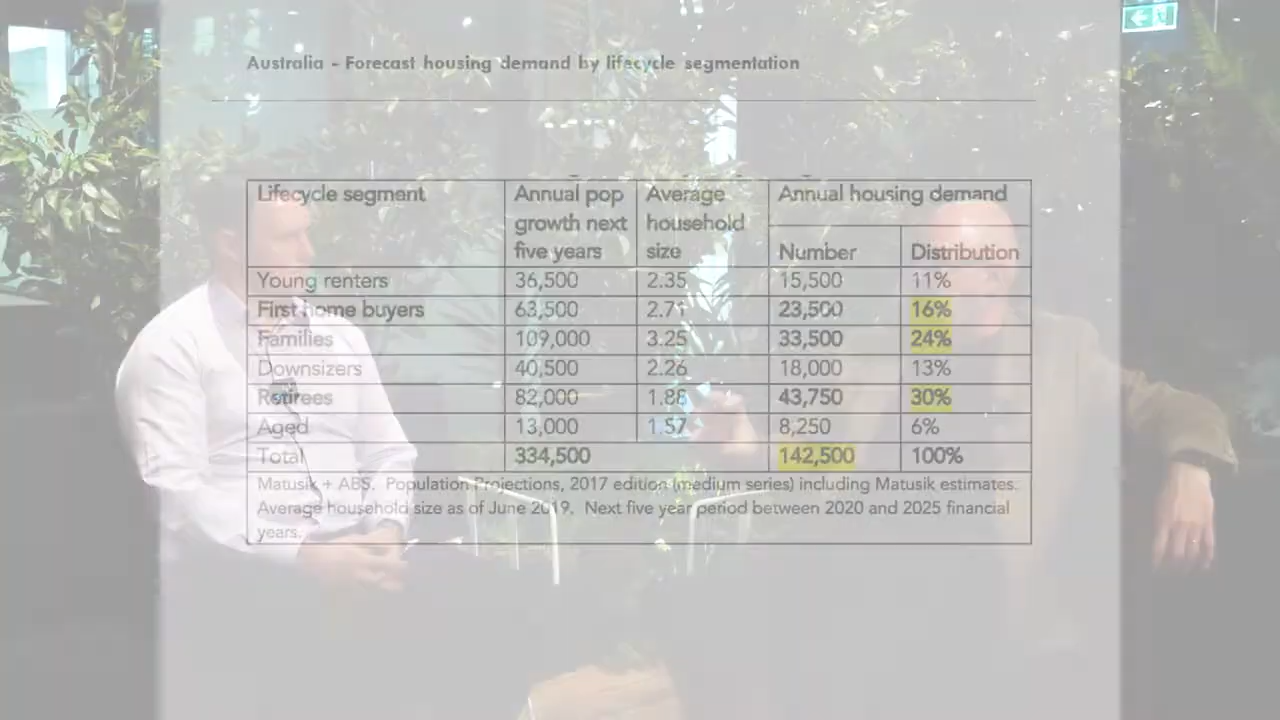 Australia - Forecast housing demand by lifecycle segmentation
Lifecycle segment Annual pop growth next five years Average household size Annual housing demand
Number Distribution
Young renters 36,500 2.35 15,500 11%
First home buyers 63,500 2.71 23,500 16%
Families 109,000 3.25 33,500 24%
Downsizers 40,500 2.26 18,000 13%
Retirees 82,000 1.88 43,750 30%
Aged 13,000 1.57 8,250 6%
Total 334,500 142,500 100%
Matusik + ABS. Population Projections, 2017 edition (medium series) including Matusik estimates.
Average household size as of June 2019. Next five year period between 2020 and 2025 financial
years.